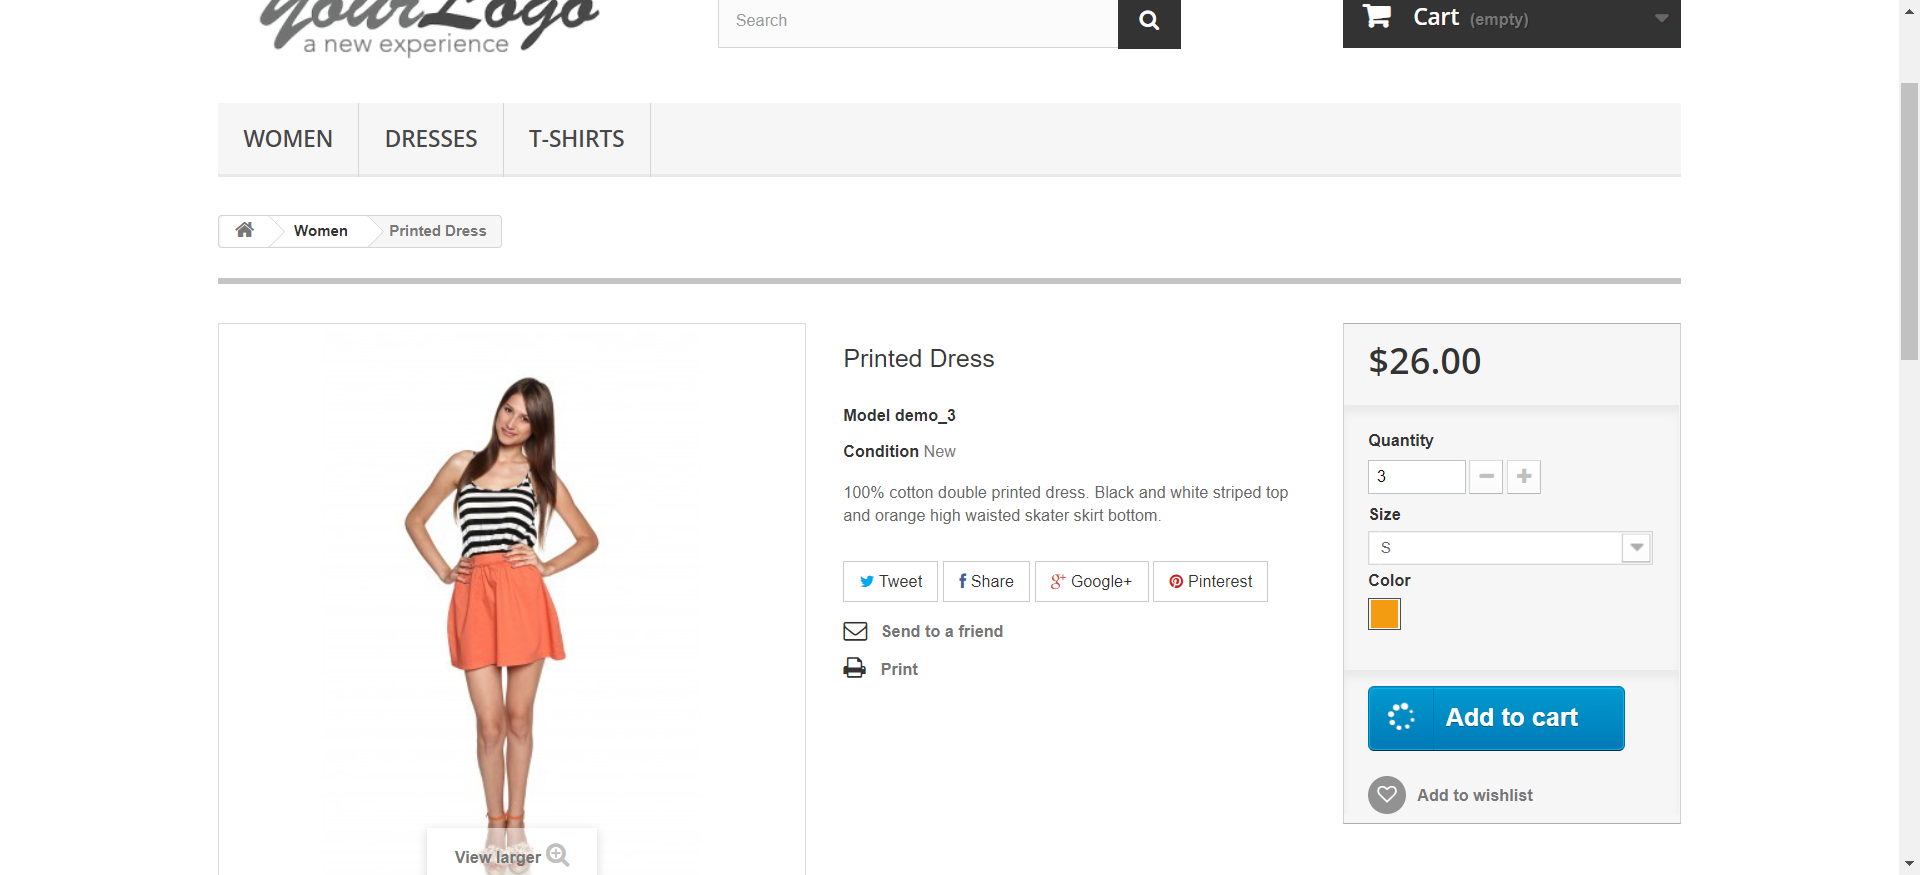 yourLogo
a new experience
Search
Cart (empty)
WOMEN
DRESSES
T-SHIRTS
Women
Printed Dress
Printed Dress
Model demo_3
Condition New
100% cotton double printed dress. Black and white striped top
and orange high waisted skater skirt bottom.
Tweet
Share
Google+
Pinterest
Send to a friend
Print
View larger
$26.00
Quantity
3
Size
S
Color
Add to cart
Add to wishlist